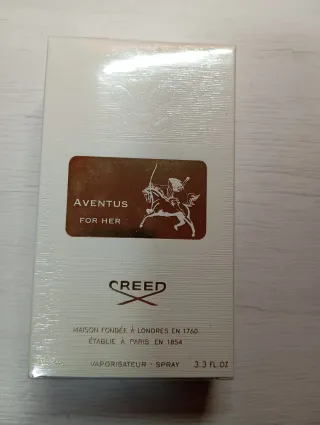 AVENTUS
FOR HER
CREED
MAISON FONDÉE À LONDRES EN 1760
ÉTABLIE À PARIS EN 1854
VAPORISATEUR - SPRAY 3.3 FL.OZ